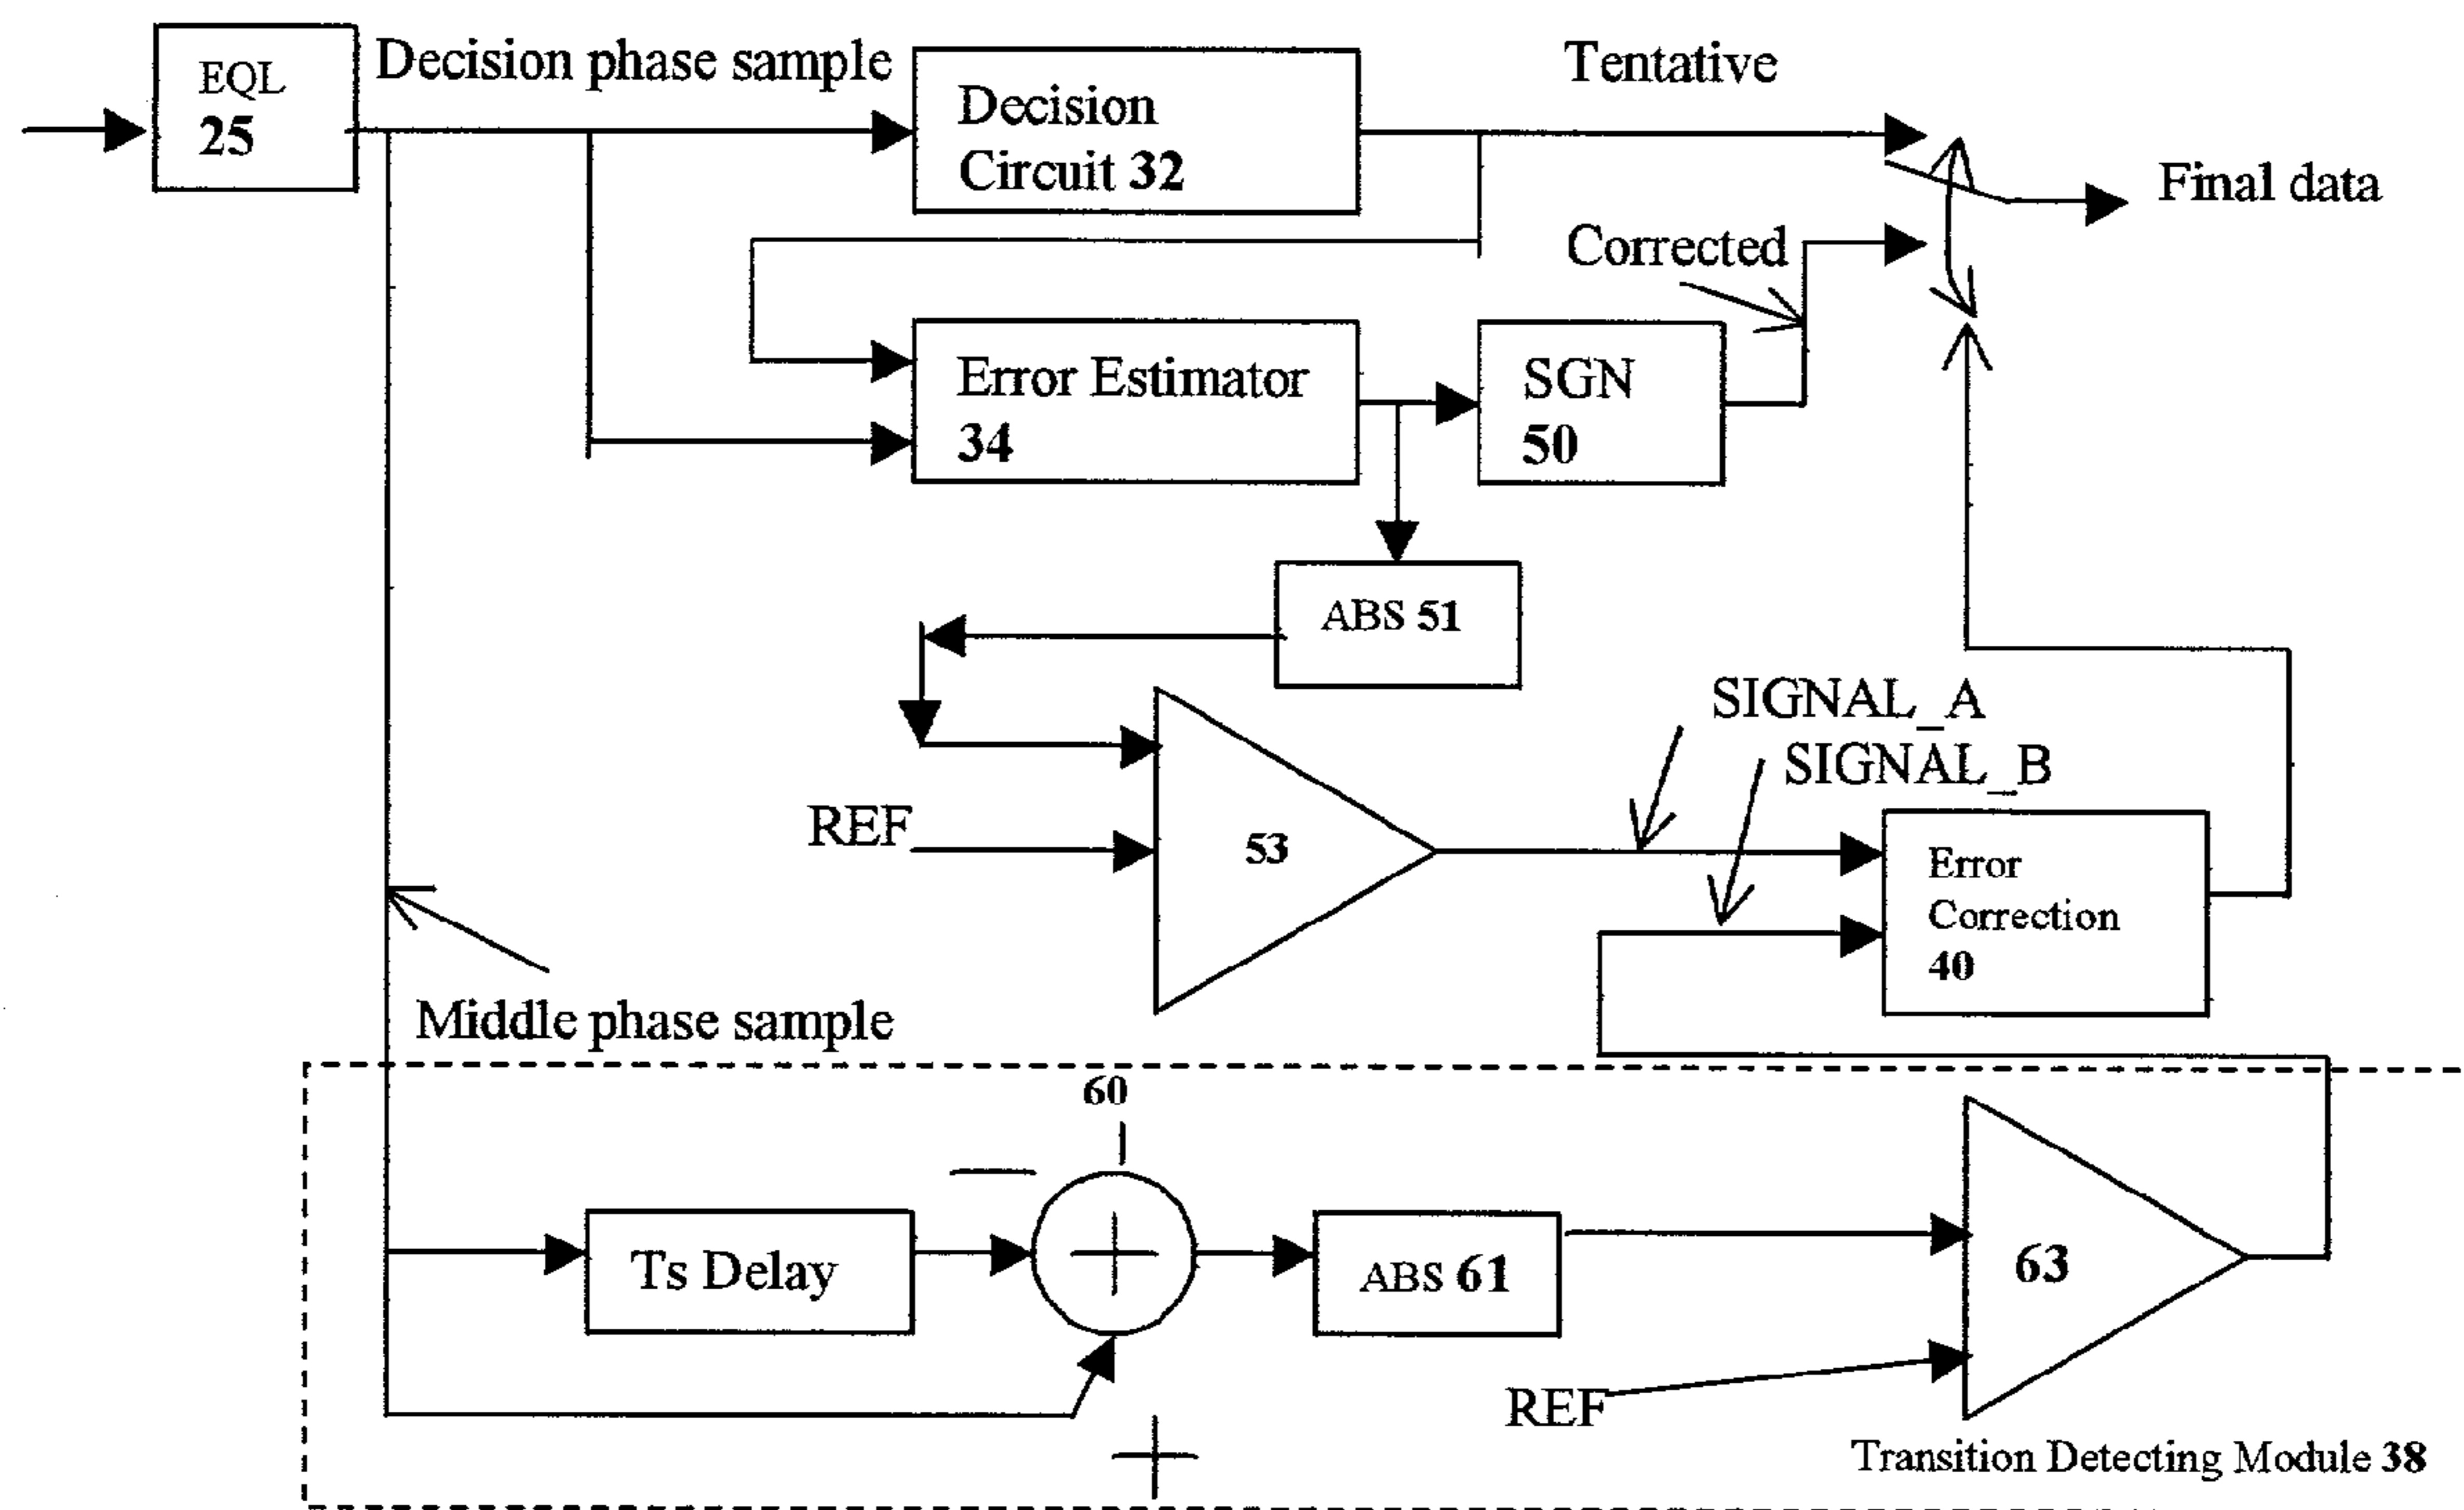 EQL
25
Decision phase sample
Decision
Circuit 32
Tentative
Final data
Corrected
Error Estimator
34
SGN
50
ABS 51
SIGNAL_A
SIGNAL_B
REF
53
Error
Correction
40
Middle phase sample
60
Ts Delay
ABS 61
63
REF
Transition Detecting Module 38